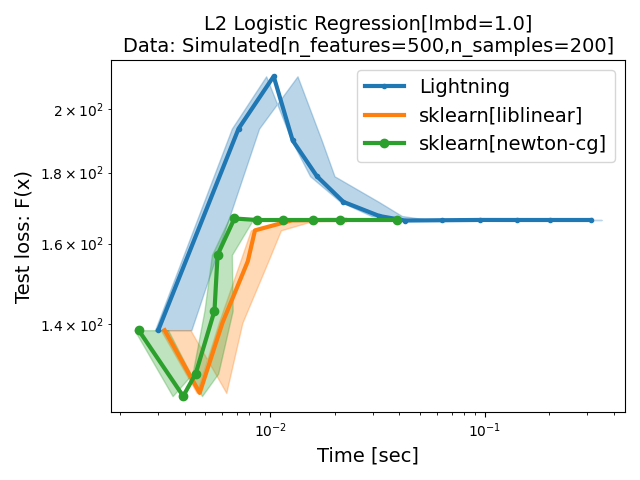 L2 Logistic Regression[lmbd=1.0]
Data: Simulated[n_features=500,n_samples=200]
Lightning
sklearn[liblinear]
sklearn[newton-cg]
Test loss: F(x)
2 × 10²
1.8 × 10²
1.6 × 10²
1.4 × 10²
10⁻²
10⁻¹
Time [sec]